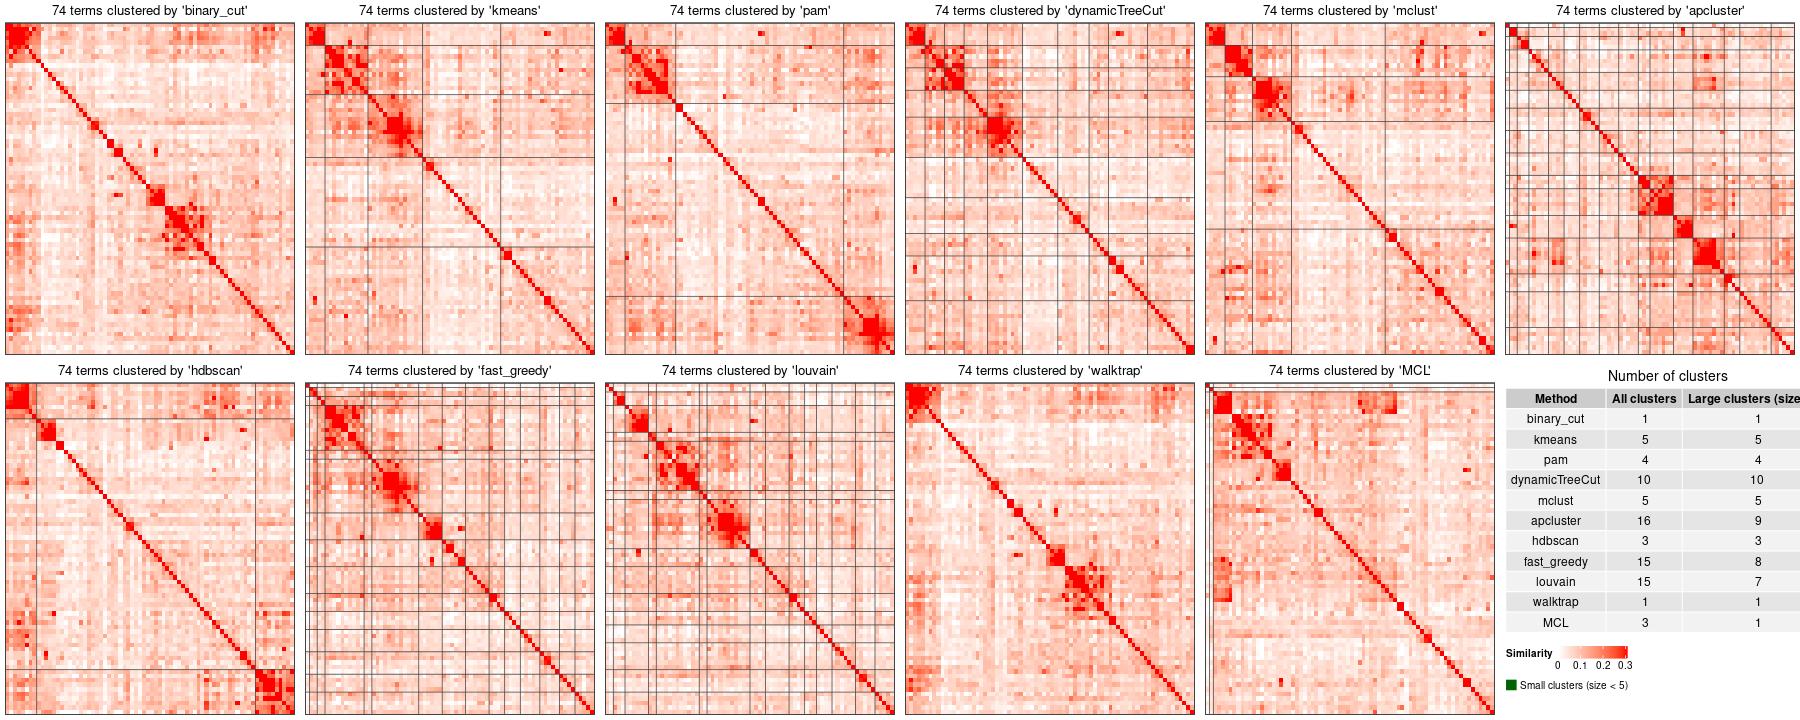 74 terms clustered by 'binary_cut'
74 terms clustered by 'kmeans'
74 terms clustered by 'pam'
74 terms clustered by 'dynamicTreeCut'
74 terms clustered by 'mclust'
74 terms clustered by 'apcluster'
74 terms clustered by 'hdbscan'
74 terms clustered by 'fast_greedy'
74 terms clustered by 'louvain'
74 terms clustered by 'walktrap'
74 terms clustered by 'MCL'
Number of clusters
Method All clusters Large clusters (size
binary_cut 1 1
kmeans 5 5
pam 4 4
dynamicTreeCut 10 10
mclust 5 5
apcluster 16 9
hdbscan 3 3
fast_greedy 15 8
louvain 15 7
walktrap 1 1
MCL 3 1
Similarity
0 0.1 0.2 0.3
Small clusters (size < 5)